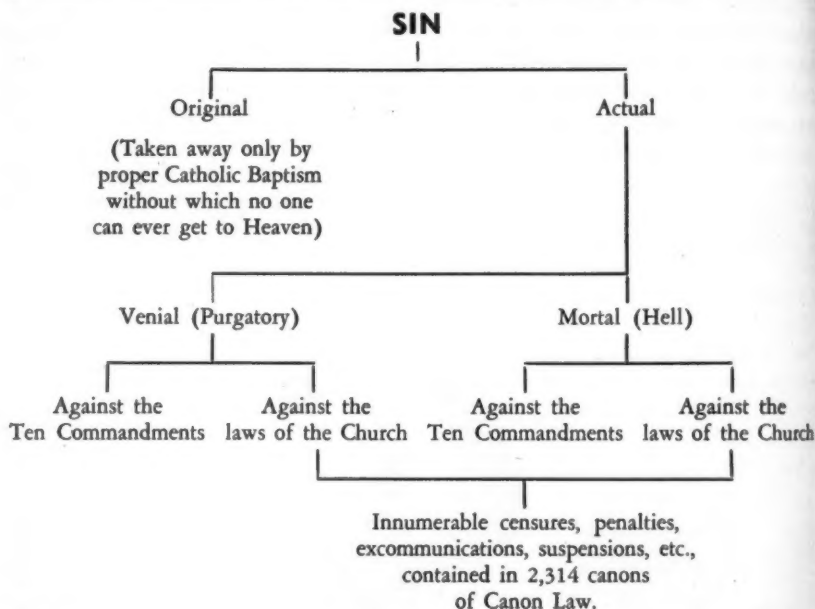 SIN
Original
Actual
(Taken away only by
proper Catholic Baptism
without which no one
can ever get to Heaven)
Venial (Purgatory)
Mortal (Hell)
Against the
Ten Commandments
Against the
laws of the Church
Against the
Ten Commandments
Against the
laws of the Church
Innumerable censures, penalties,
excommunications, suspensions, etc.,
contained in 2,314 canons
of Canon Law.